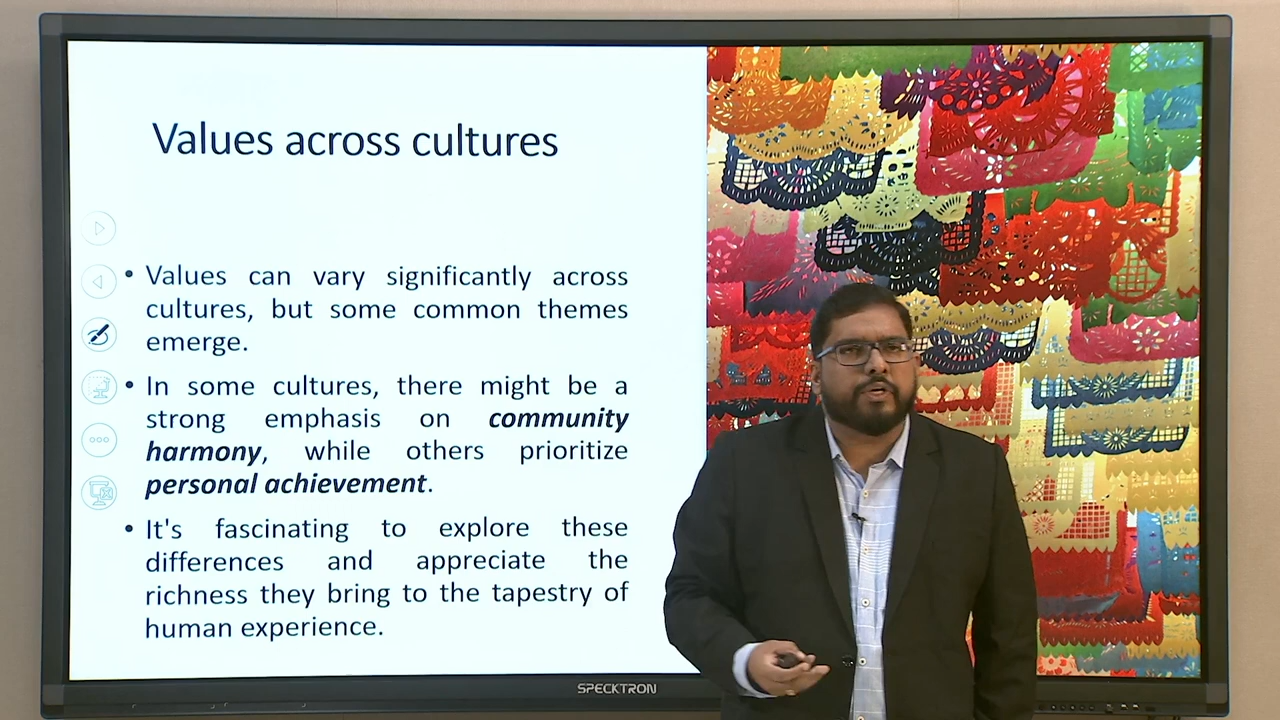 Values across cultures
• Values can vary significantly across
cultures, but some common themes
emerge.
• In some cultures, there might be a
strong emphasis on community
harmony, while others prioritize
personal achievement.
• It's fascinating to explore these
differences and appreciate the
richness they bring to the tapestry of
human experience.
SPECKTRON